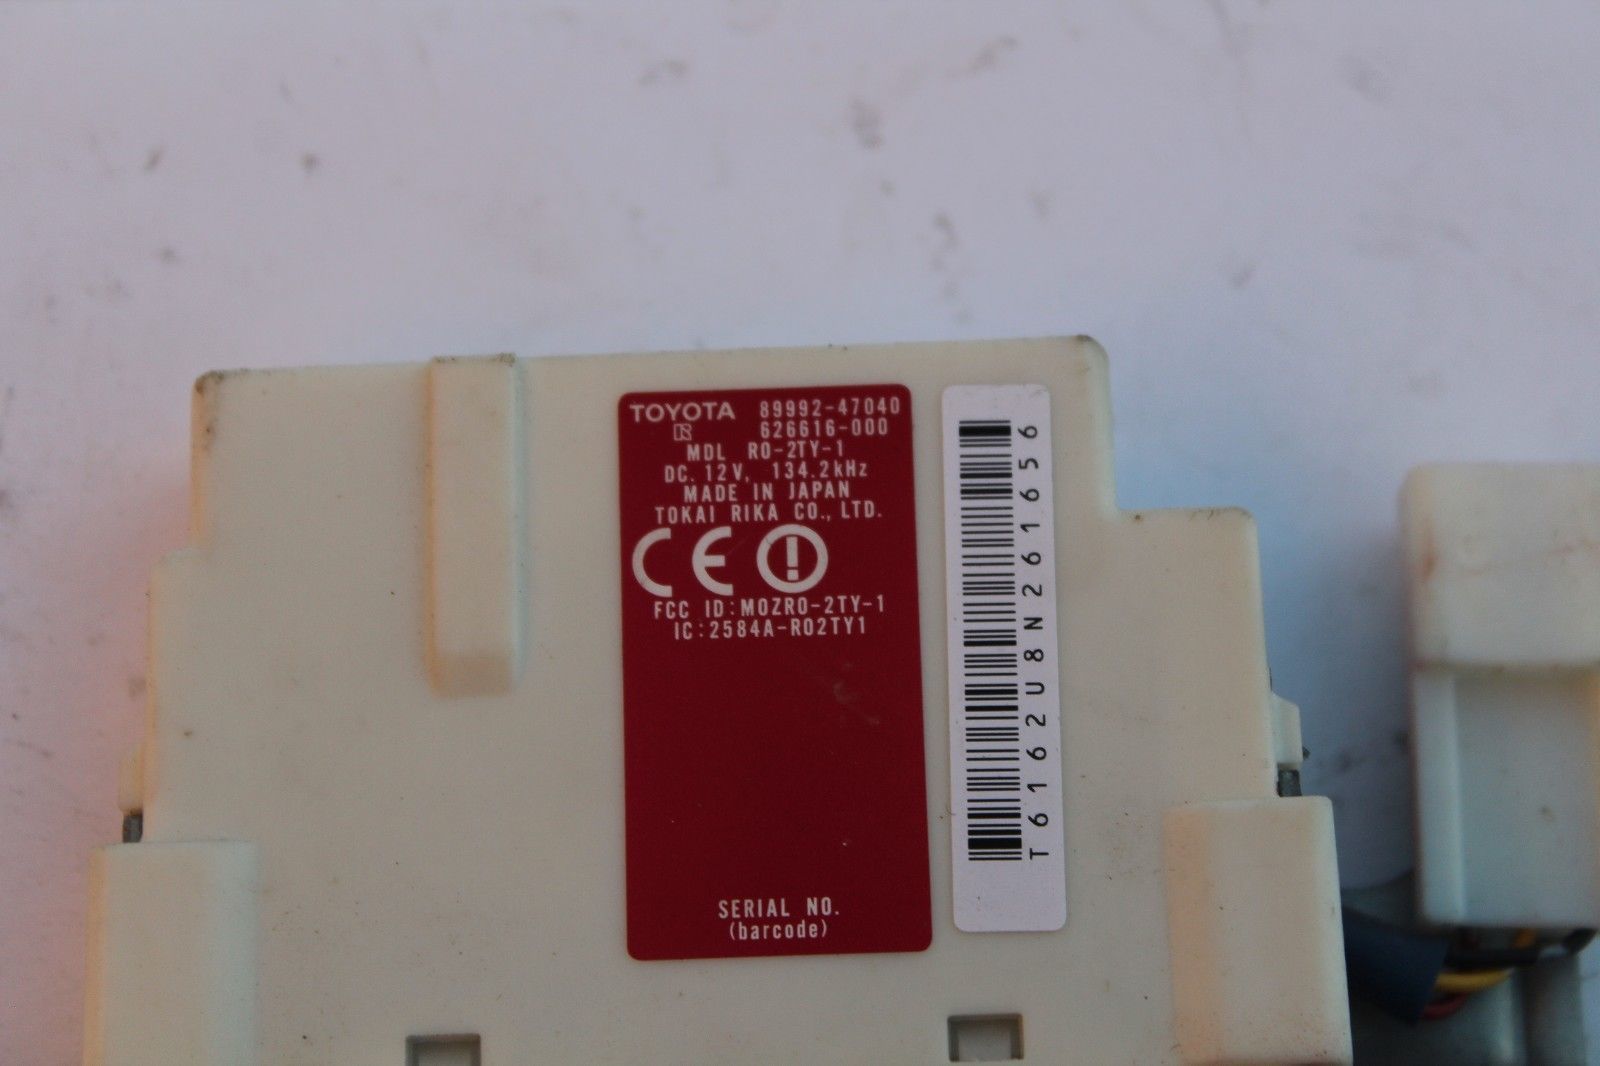 TOYOTA 89992-47040
R 626616-000
MDL RO-2TY-1
DC. 12V, 134.2kHz
MADE IN JAPAN
TOKAI RIKA CO., LTD.
CE
FCC ID:MOZRO-2TY-1
IC:2584A-RO2TY1
SERIAL NO.
(barcode)
T6162U8N261656